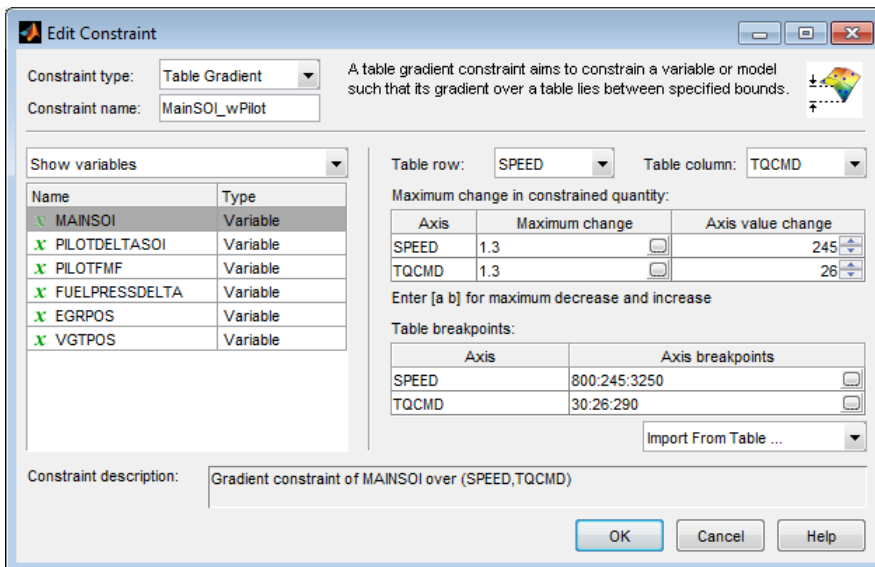 Edit Constraint
Constraint type: Table Gradient
Constraint name: MainSOI_wPilot
A table gradient constraint aims to constrain a variable or model
such that its gradient over a table lies between specified bounds.
Show variables
Name Type
x MAINSOI Variable
x PILOTDELTASOI Variable
x PILOTFMF Variable
x FUELPRESSDELTA Variable
x EGRPOS Variable
x VGTPOS Variable
Table row: SPEED Table column: TQCMD
Maximum change in constrained quantity:
Axis Maximum change Axis value change
SPEED 1.3 245
TQCMD 1.3 26
Enter [a b] for maximum decrease and increase
Table breakpoints:
Axis Axis breakpoints
SPEED 800:245:3250
TQCMD 30:26:290
Import From Table ...
Constraint description: Gradient constraint of MAINSOI over (SPEED,TQCMD)
OK Cancel Help